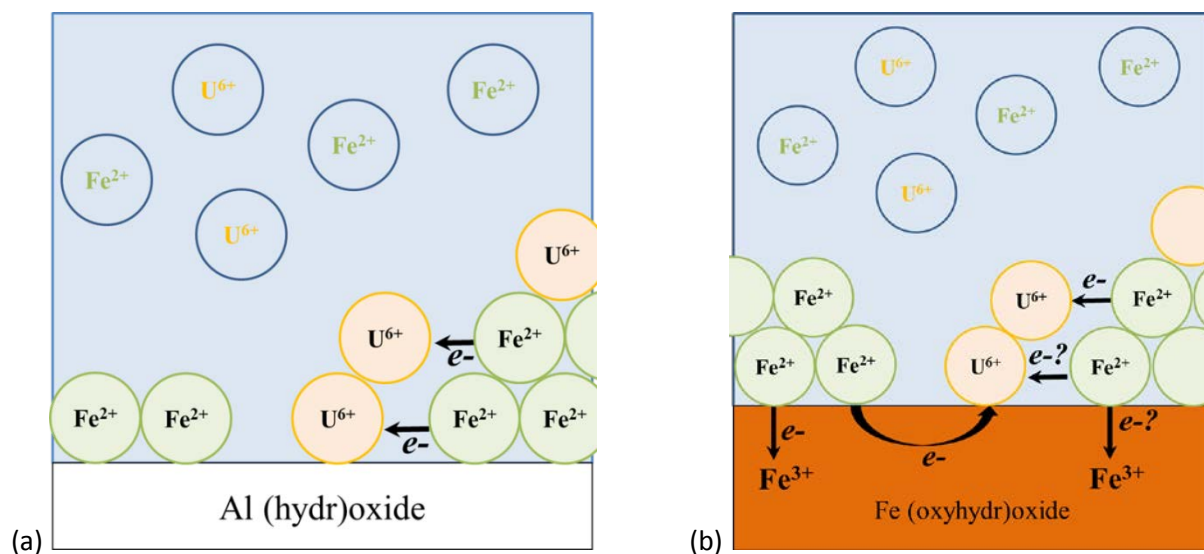 U⁶⁺
Fe²⁺
Fe²⁺
Fe²⁺
U⁶⁺
U⁶⁺
U⁶⁺
Fe²⁺
e-
Fe²⁺
Fe²⁺
U⁶⁺
Fe²⁺
Fe²⁺
e-
Al (hydr)oxide
(a)
U⁶⁺
Fe²⁺
Fe²⁺
Fe²⁺
U⁶⁺
e-
Fe²⁺
U⁶⁺
Fe²⁺
e-?
Fe²⁺
Fe²⁺
U⁶⁺
Fe²⁺
e-
e-
e-?
Fe³⁺
Fe³⁺
Fe (oxyhydr)oxide
(b)